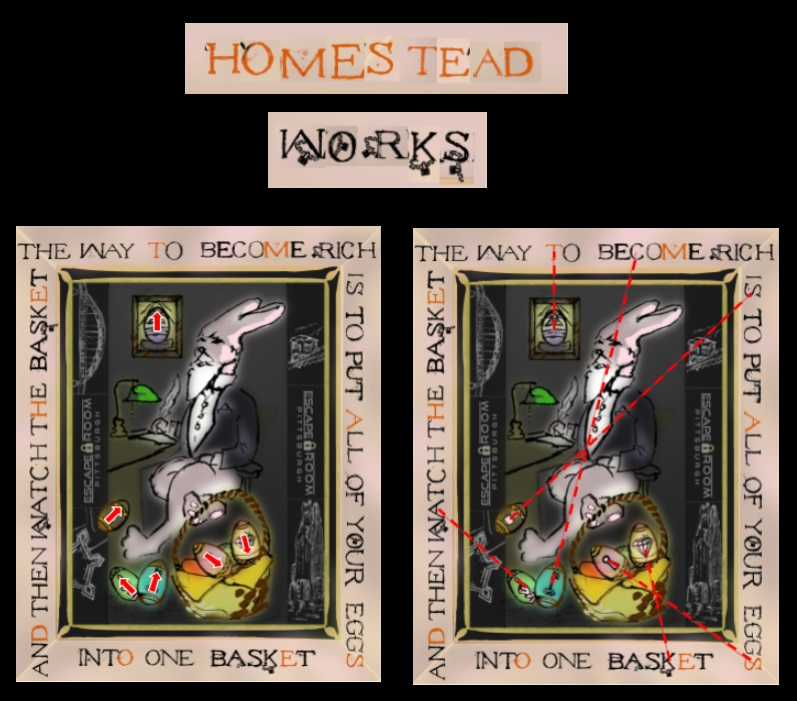 HOMESTEAD
WORKS
THE WAY TO BECOME RICH
IS TO PUT ALL OF YOUR EGGS
INTO ONE BASKET
AND THEN WATCH THE BASKET
ESCAPE ROOM
PITTSBURGH
ESCAPE ROOM
PITTSBURGH
THE WAY TO BECOME RICH
IS TO PUT ALL OF YOUR EGGS
INTO ONE BASKET
AND THEN WATCH THE BASKET
ESCAPE ROOM
PITTSBURGH
ESCAPE ROOM
PITTSBURGH